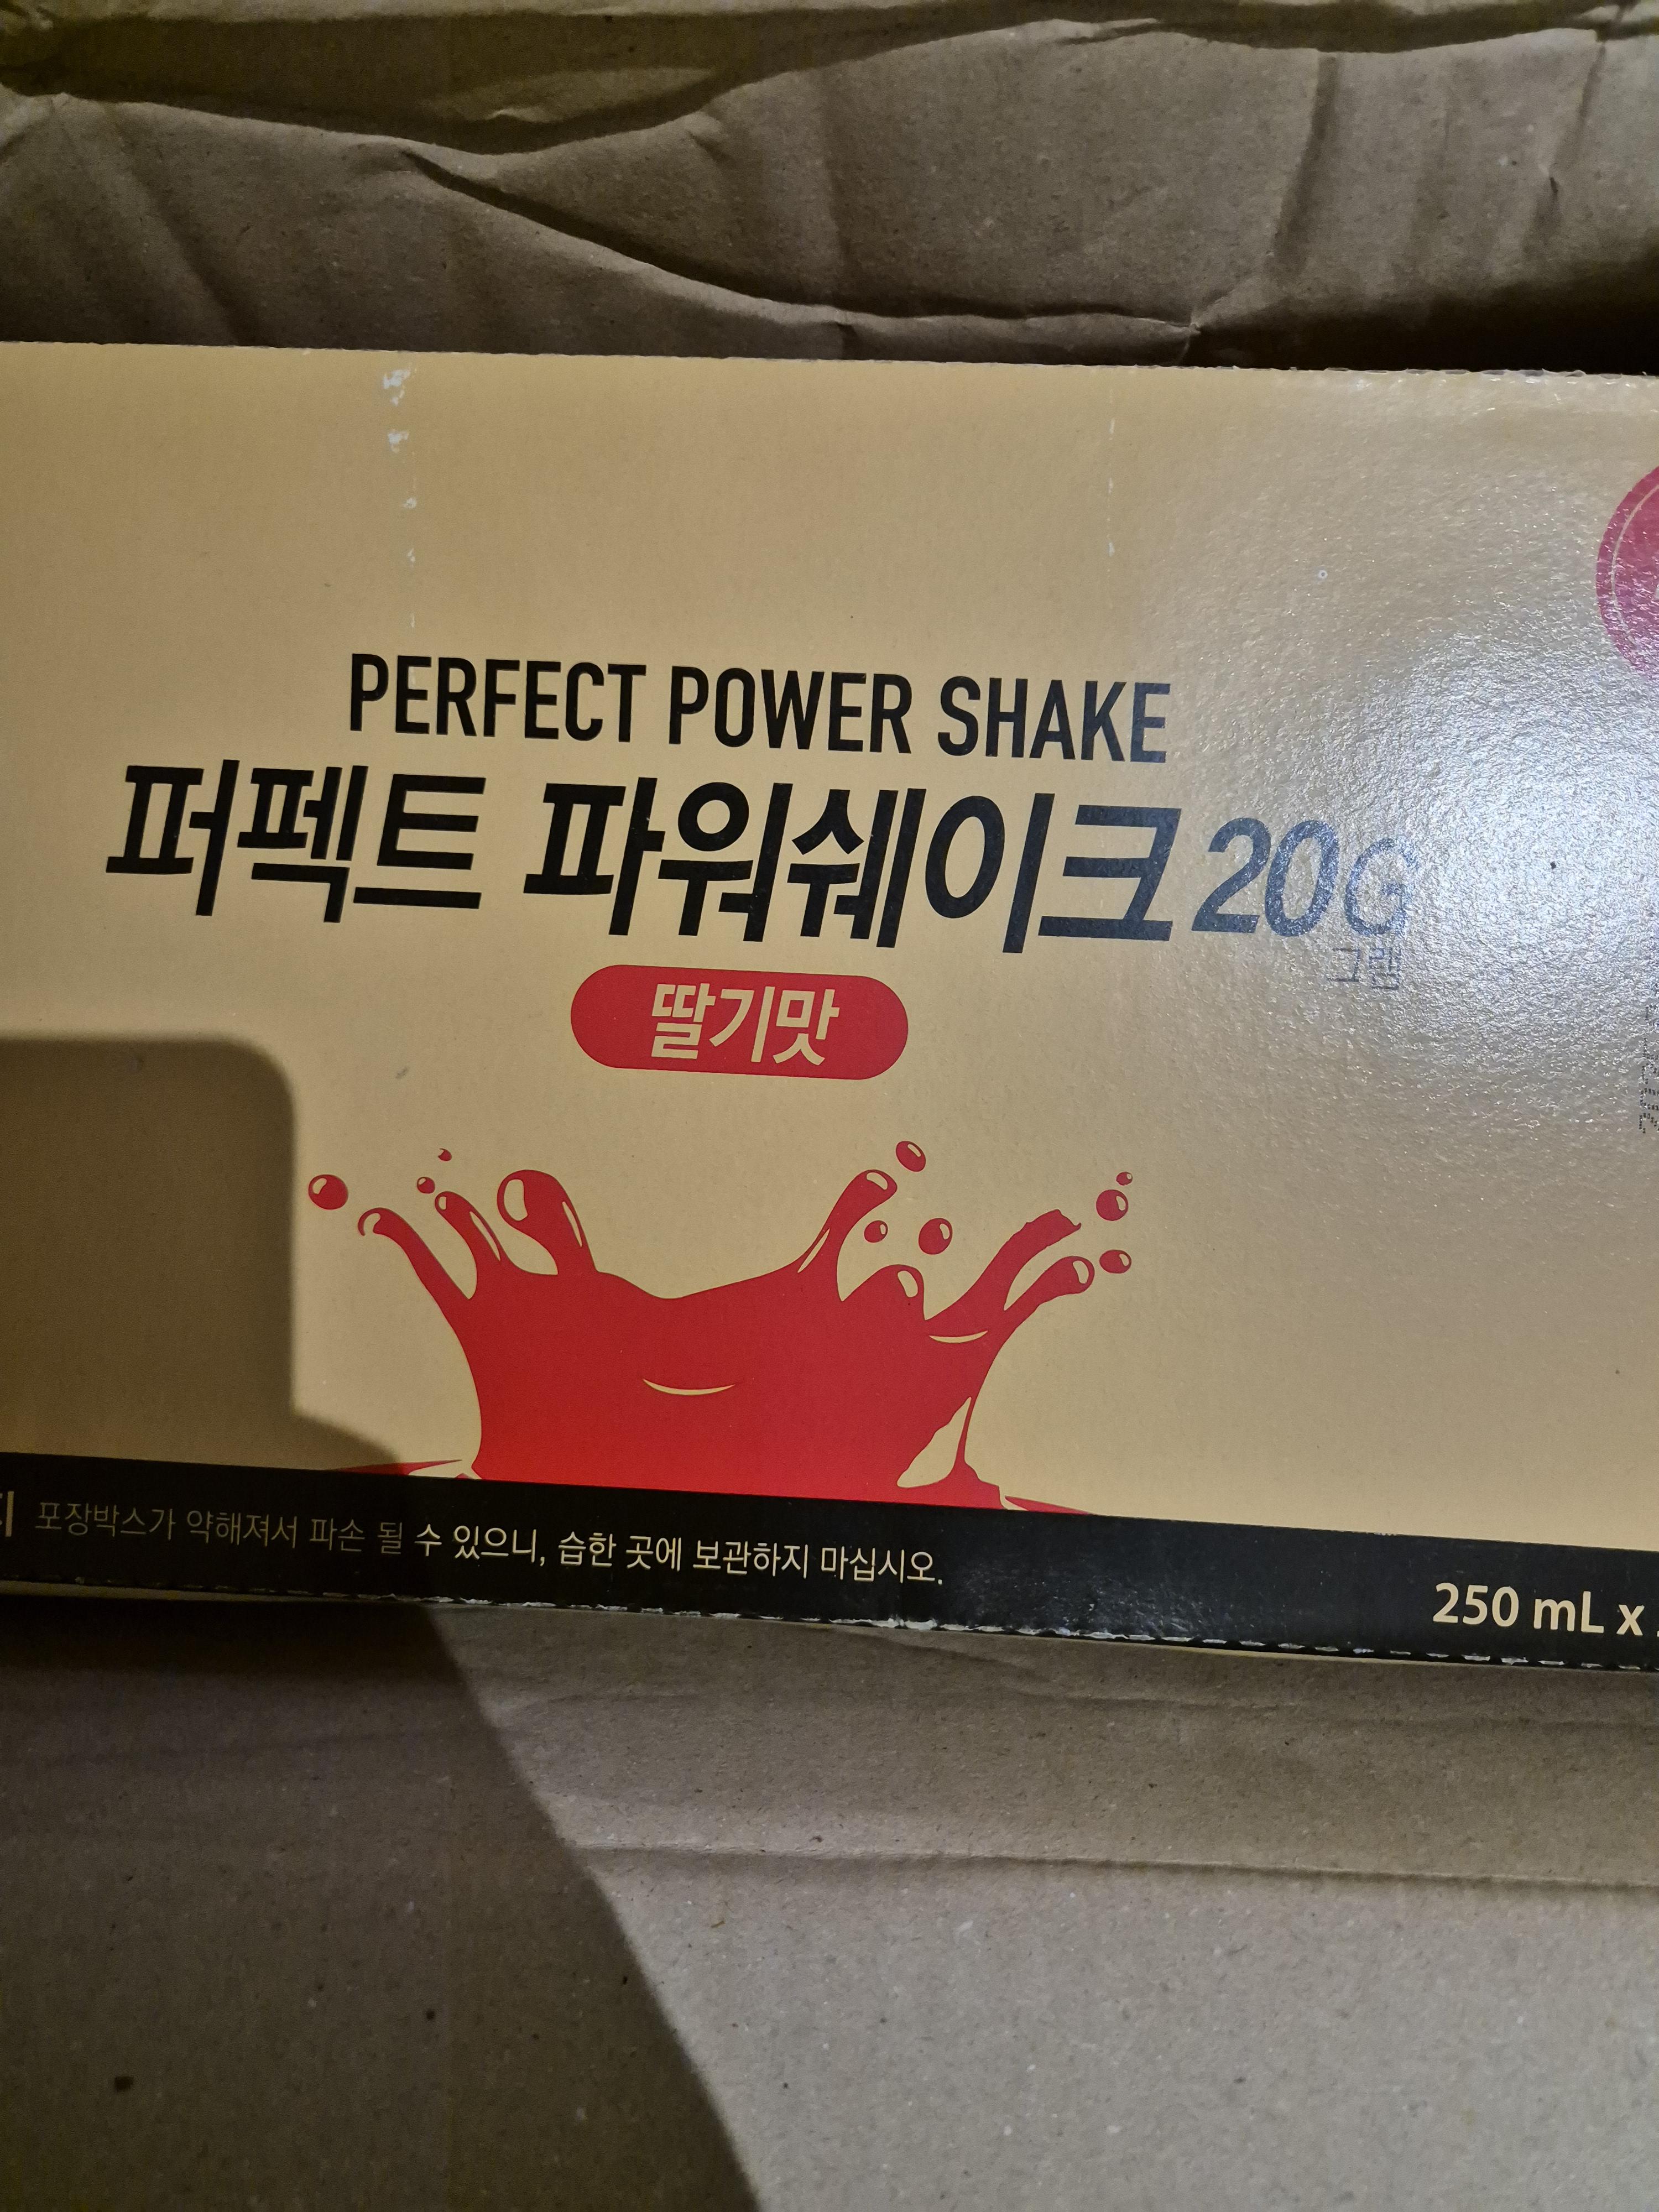 PERFECT POWER SHAKE
퍼펙트 파워쉐이크 20G
그램
딸기맛
포장박스가 약해져서 파손 될 수 있으니, 습한 곳에 보관하지 마십시오.
250 mL x